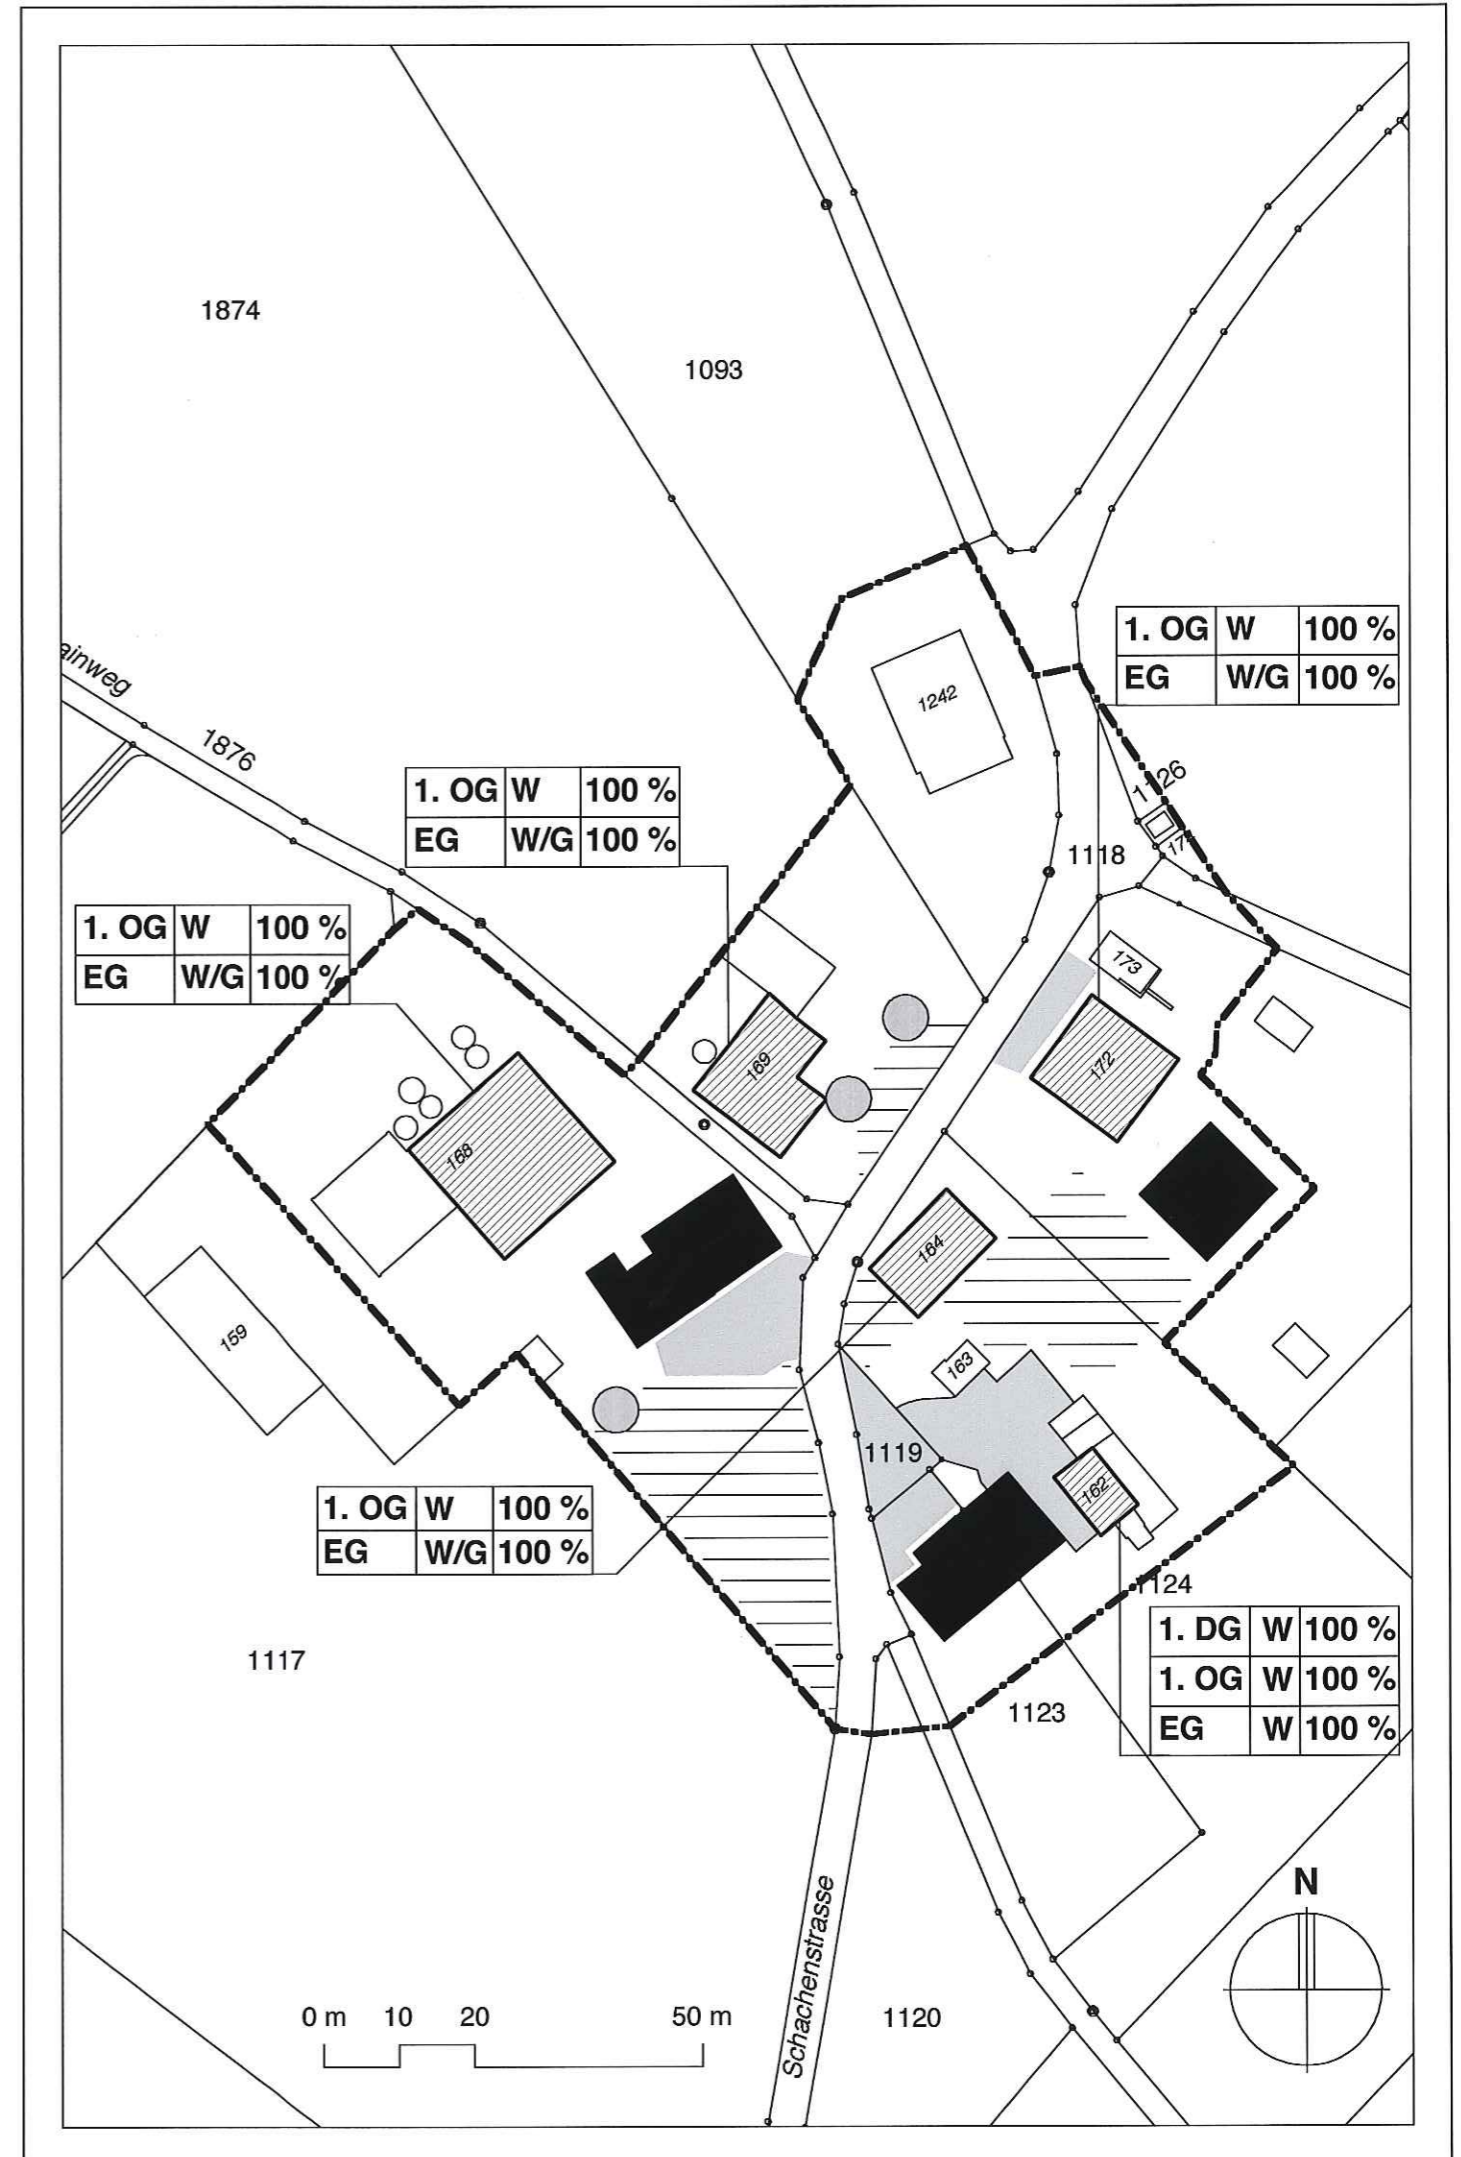 1874
1093
1. OG W 100 %
EG W/G 100 %
1242
ainweg
1876
1. OG W 100 %
EG W/G 100 %
1118
1. OG W 100 %
EG W/G 100 %
173
172
169
168
164
159
163
1119
162
1. OG W 100 %
EG W/G 100 %
1124
1. DG W 100 %
1. OG W 100 %
EG W 100 %
1117
1123
N
Schachenstrasse
0 m 10 20 50 m
1120